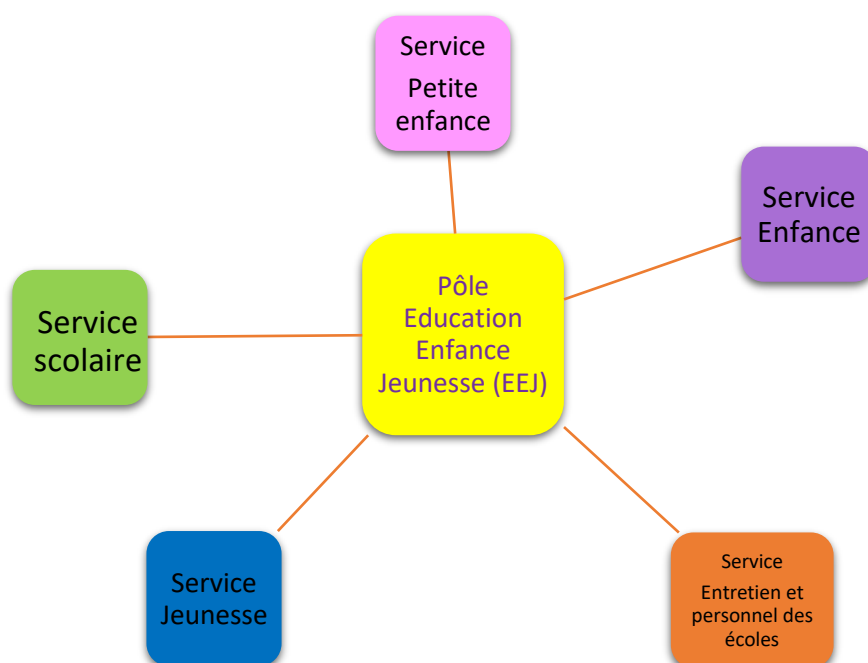 Service
Petite
enfance
Service
Enfance
Pôle
Education
Enfance
Jeunesse (EEJ)
Service
scolaire
Service
Jeunesse
Service
Entretien et
personnel des
écoles